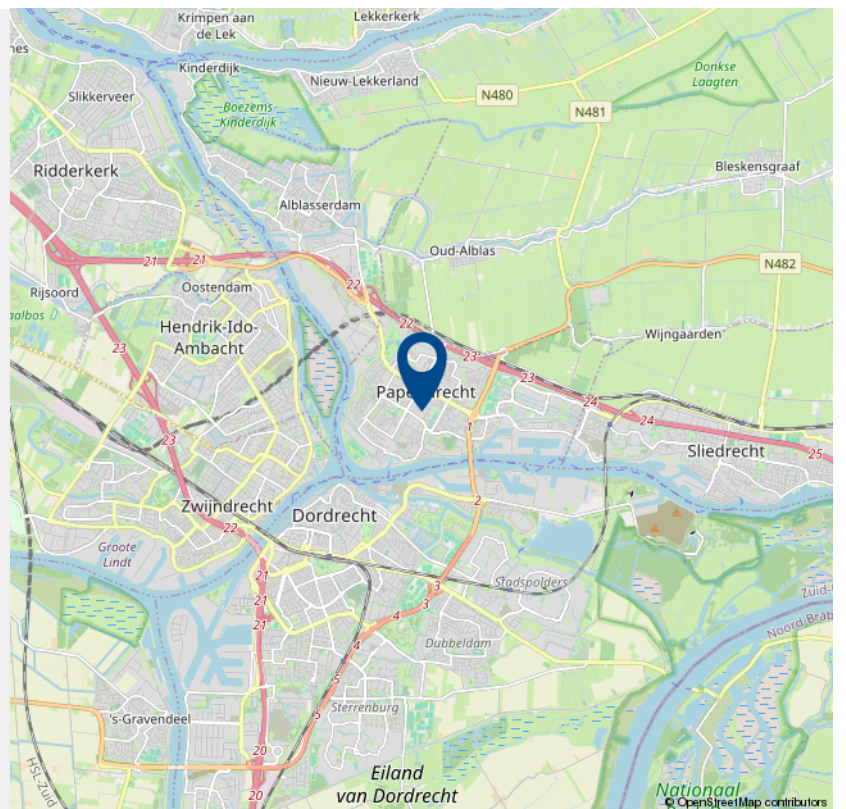 Krimpen aan
de Lek
Lekkerkerk
Kinderdijk
Nieuw-Lekkerland
Donkse
Laagten
Slikkerveer
N480
Boezems
Kinderdijk
N481
Ridderkerk
Bleskensgraaf
Alblasserdam
Oud-Alblas
21
21
N482
22
Oostendam
Rijsoord
22
Hendrik-Ido-
Ambacht
Wijngaarden
23
23
23
24
24
1
23
Sliedrecht
25
Zwijndrecht
2
22
Dordrecht
Groote
Lindt
21
3
Stadspolders
21
4
3
21
4
Dubbeldam
5
Sterrenburg
's-Gravendeel
5
20
HSL-Zuid
20
Eiland
van Dordrecht
Nationaal
© OpenStreetMap contributors